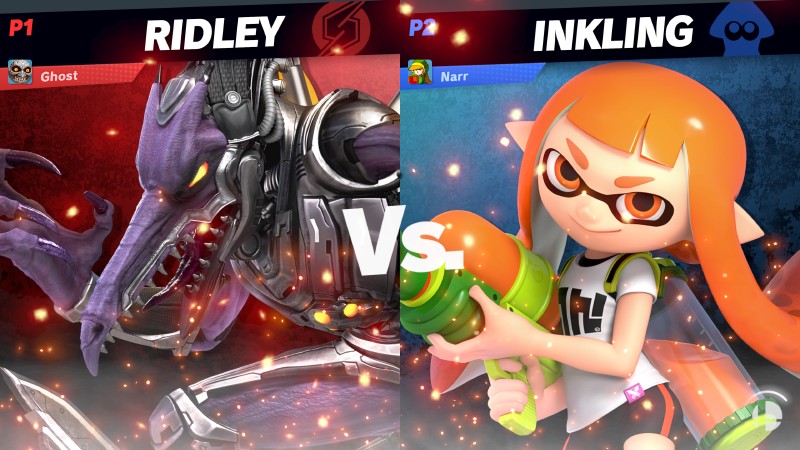 P1
RIDLEY
Ghost
P2
INKLING
Narr
Vs.